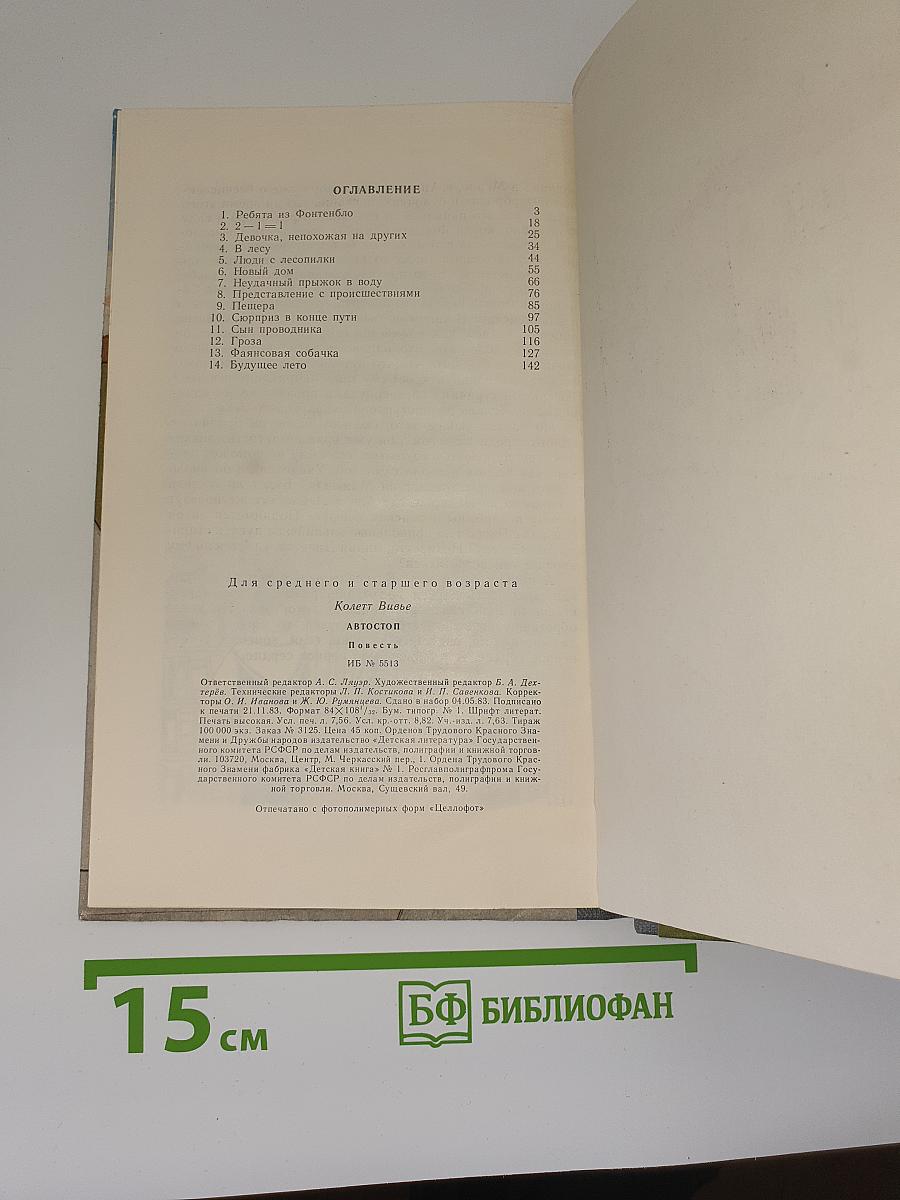 ОГЛАВЛЕНИЕ
1. Ребята из Фонтенбло 3
2. 2 — 1 = 1 18
3. Девочка, непохожая на других 25
4. В лесу 34
5. Люди с лесопилки 44
6. Новый дом 55
7. Неудачный прыжок в воду 66
8. Представление с происшествиями 76
9. Пещера 85
10. Сюрприз в конце пути 97
11. Сын проводника 105
12. Гроза 116
13. Фаянсовая собачка 127
14. Будущее лето 142
Для среднего и старшего возраста
Колетт Вивье
АВТОСТОП
Повесть
ИБ № 5513
Ответственный редактор А. С. Ляуэр. Художественный редактор Б. А. Дех-
терёв. Технические редакторы Л. П. Костикова и И. П. Савенкова. Коррек-
торы О. И. Иванова и Ж. Ю. Румянцева. Сдано в набор 04.05.83. Подписано
к печати 21.11.83. Формат 84×108¹/₃₂. Бум. типогр. № 1. Шрифт литерат.
Печать высокая. Усл. печ. л. 7,56. Усл. кр.-отт. 8,82. Уч.-изд. л. 7,63. Тираж
100 000 экз. Заказ № 3125. Цена 45 коп. Орденов Трудового Красного Зна-
мени и Дружбы народов издательство «Детская литература» Государствен-
ного комитета РСФСР по делам издательств, полиграфии и книжной торгов-
ли. 103720, Москва, Центр, М. Черкасский пер., 1. Ордена Трудового Крас-
ного Знамени фабрика «Детская книга» № 1. Росглавполиграфпрома Госу-
дарственного комитета РСФСР по делам издательств, полиграфии и книж-
ной торговли. Москва, Сущевский вал, 49.
Отпечатано с фотополимерных форм «Целлофот»
15 см
БФ БИБЛИОФАН